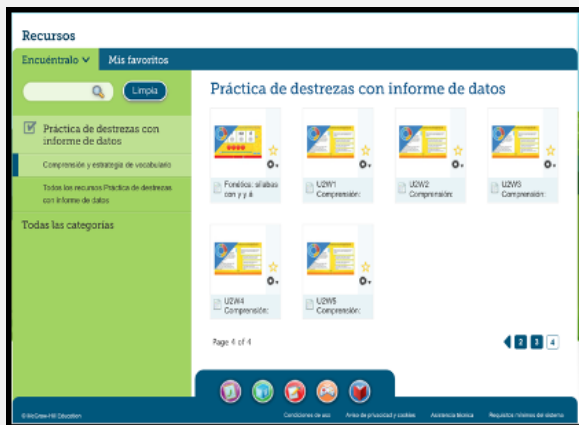 Recursos
Encuéntralo
Mis favoritos
Limpia
Práctica de destrezas con
informe de datos
Comprensión y estrategia de vocabulario
Todos los recursos Práctica de destrezas
con informe de datos
Todas las categorías
Práctica de destrezas con informe de datos
Fonética: sílabas
con y y ll
U2W1
Comprensión:
U2W2
Comprensión:
U2W3
Comprensión:
U2W4
Comprensión:
U2W5
Comprensión:
Page 4 of 4
2 3 4
© McGraw-Hill Education
Condiciones de uso
Aviso de privacidad y cookies
Asistencia técnica
Requisitos mínimos del sistema